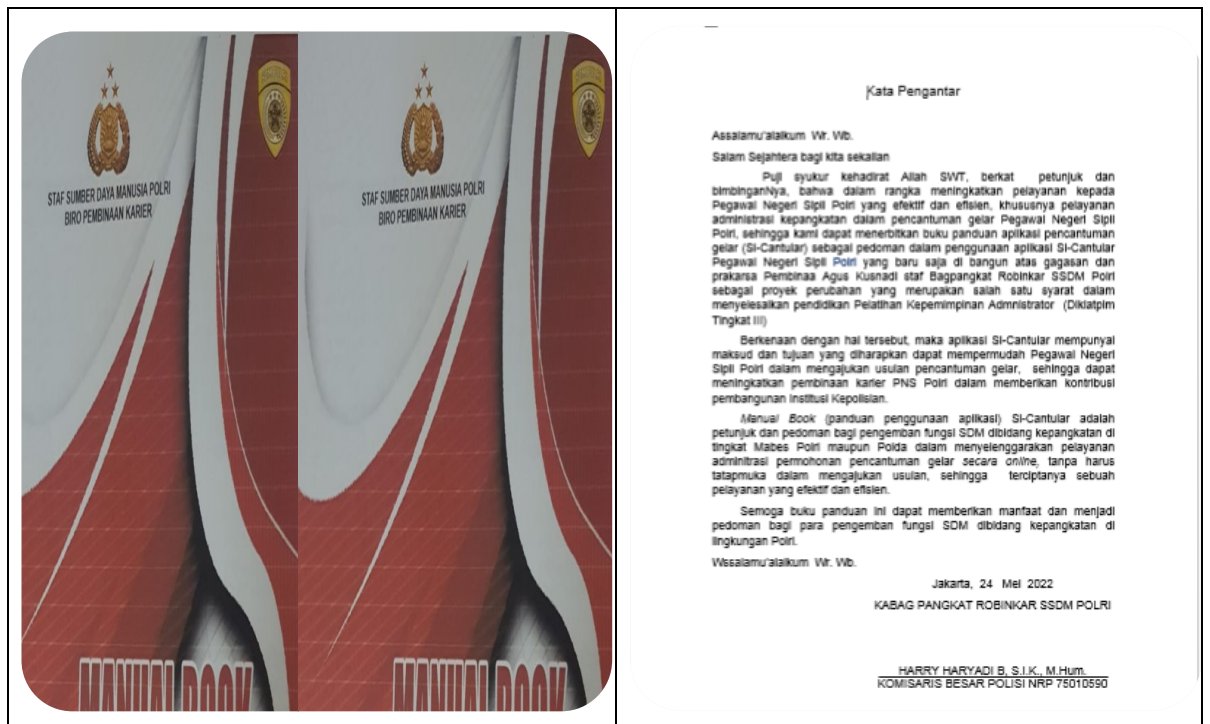 STAF SUMBER DAYA MANUSIA POLRI
BIRO PEMBINAAN KARIER
MANUAL BOOK
STAF SUMBER DAYA MANUSIA POLRI
BIRO PEMBINAAN KARIER
MANUAL BOOK
Kata Pengantar
Assalamu'alaikum Wr. Wb.
Salam Sejahtera bagi kita sekalian
Puji syukur kehadirat Allah SWT, berkat petunjuk dan
bimbinganNya, bahwa dalam rangka meningkatkan pelayanan kepada
Pegawai Negeri Sipil Polri yang efektif dan efisien, khususnya pelayanan
administrasi kepangkatan dalam pencantuman gelar Pegawai Negeri Sipil
Polri, sehingga kami dapat menerbitkan buku panduan aplikasi pencantuman
gelar (Si-Cantular) sebagai pedoman dalam penggunaan aplikasi Si-Cantular
Pegawai Negeri Sipil Polri yang baru saja di bangun atas gagasan dan
prakarsa Pembinaa Agus Kusnadi staf Bagpangkat Robinkar SSDM Polri
sebagai proyek perubahan yang merupakan salah satu syarat dalam
menyelesaikan pendidikan Pelatihan Kepemimpinan Admnistrator (Diklatpim
Tingkat III)
Berkenaan dengan hal tersebut, maka aplikasi Si-Cantular mempunyai
maksud dan tujuan yang diharapkan dapat mempermudah Pegawai Negeri
Sipil Polri dalam mengajukan usulan pencantuman gelar, sehingga dapat
meningkatkan pembinaan karier PNS Polri dalam memberikan kontribusi
pembangunan Institusi Kepolisian.
Manual Book (panduan penggunaan aplikasi) Si-Cantular adalah
petunjuk dan pedoman bagi pengemban fungsi SDM dibidang kepangkatan di
tingkat Mabes Polri maupun Polda dalam menyelenggarakan pelayanan
adminitrasi permohonan pencantuman gelar secara online, tanpa harus
tatapmuka dalam mengajukan usulan, sehingga terciptanya sebuah
pelayanan yang efektif dan efisien.
Semoga buku panduan ini dapat memberikan manfaat dan menjadi
pedoman bagi para pengemban fungsi SDM dibidang kepangkatan di
lingkungan Polri.
Wssalamu'alaikum Wr. Wb.
Jakarta, 24 Mei 2022
KABAG PANGKAT ROBINKAR SSDM POLRI
HARRY HARYADI B, S.I.K., M.Hum.
KOMISARIS BESAR POLISI NRP 75010590